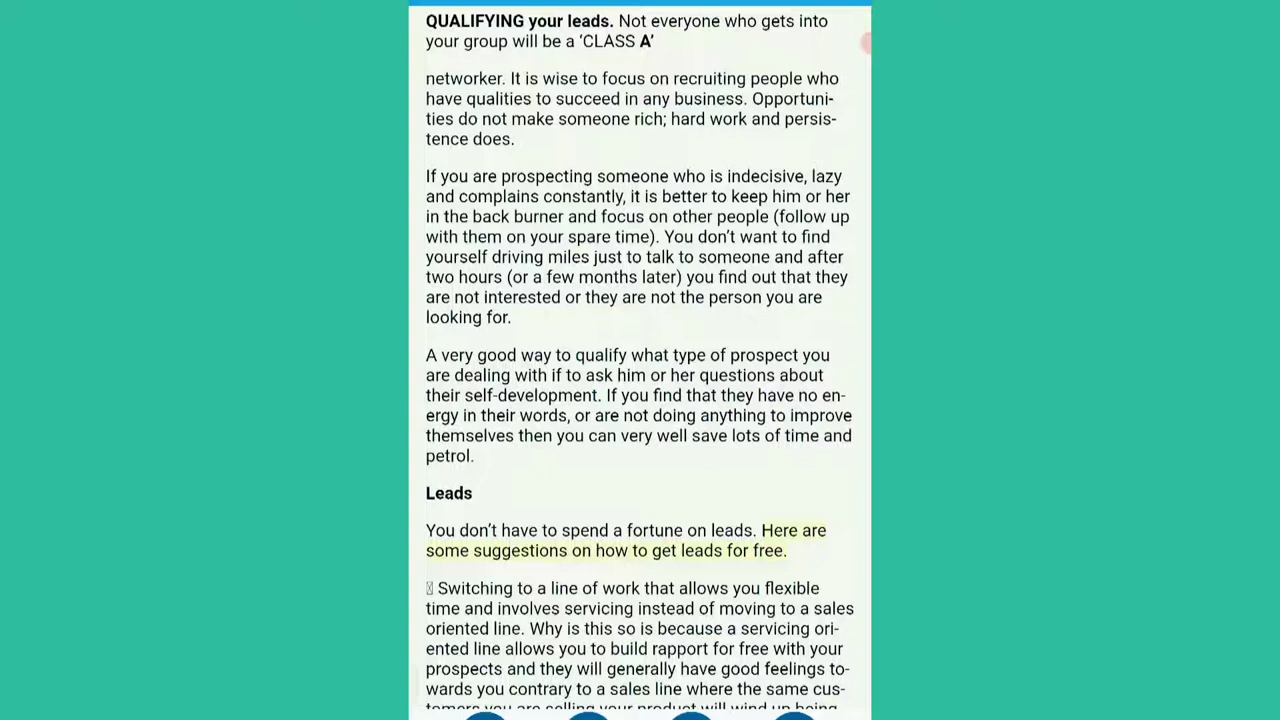 QUALIFYING your leads. Not everyone who gets into
your group will be a ‘CLASS A’
networker. It is wise to focus on recruiting people who
have qualities to succeed in any business. Opportuni-
ties do not make someone rich; hard work and persis-
tence does.
If you are prospecting someone who is indecisive, lazy
and complains constantly, it is better to keep him or her
in the back burner and focus on other people (follow up
with them on your spare time). You don’t want to find
yourself driving miles just to talk to someone and after
two hours (or a few months later) you find out that they
are not interested or they are not the person you are
looking for.
A very good way to qualify what type of prospect you
are dealing with if to ask him or her questions about
their self-development. If you find that they have no en-
ergy in their words, or are not doing anything to improve
themselves then you can very well save lots of time and
petrol.
Leads
You don’t have to spend a fortune on leads. Here are
some suggestions on how to get leads for free.
Switching to a line of work that allows you flexible
time and involves servicing instead of moving to a sales
oriented line. Why is this so is because a servicing ori-
ented line allows you to build rapport for free with your
prospects and they will generally have good feelings to-
wards you contrary to a sales line where the same cus-
tomers you are selling your product will wind up being